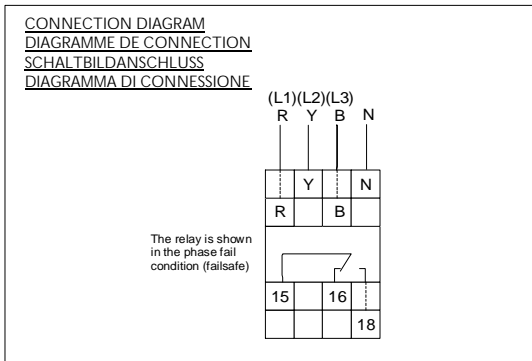 CONNECTION DIAGRAM
DIAGRAMME DE CONNECTION
SCHALTBILDANSCHLUSS
DIAGRAMMA DI CONNESSIONE
(L1)(L2)(L3)
R Y B N
Y N
R B
The relay is shown
in the phase fail
condition (failsafe)
15 16
18